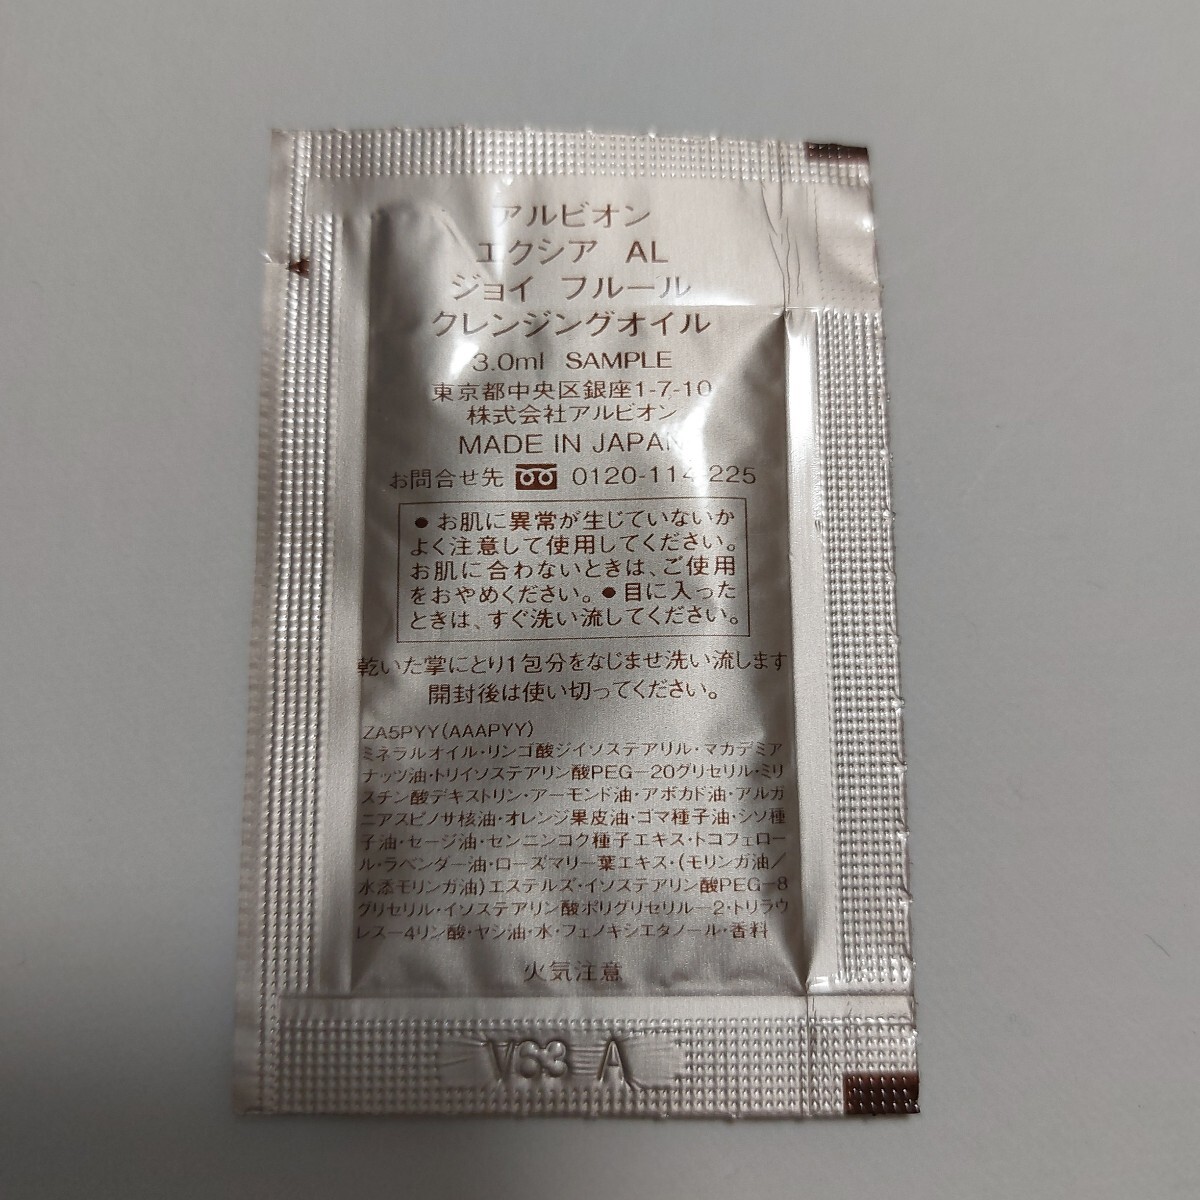 アルビオン
エクシア AL
ジョイ フルール
クレンジングオイル
3.0ml SAMPLE
東京都中央区銀座1-7-10
株式会社アルビオン
MADE IN JAPAN
お問合せ先 0120-114-225
●お肌に異常が生じていないか
よく注意して使用してください。
お肌に合わないときは、ご使用
をおやめください。●目に入った
ときは、すぐ洗い流してください。
乾いた掌にとり1包分をなじませ洗い流します
開封後は使い切ってください。
ZA5PYY(AAAPYY)
ミネラルオイル・リンゴ酸ジイソステアリル・マカデミア
ナッツ油・トリイソステアリン酸PEG-20グリセリル・ミリ
スチン酸デキストリン・アーモンド油・アボカド油・アルガ
ニアスピノサ核油・オレンジ果皮油・ゴマ種子油・シソ種
子油・セージ油・センニンコク種子エキス・トコフェロー
ル・ラベンダー油・ローズマリー葉エキス・(モリンガ油/
水添モリンガ油)エステルズ・イソステアリン酸PEG-8
グリセリル・イソステアリン酸ポリグリセリル-2・トリラウ
レス-4リン酸・ヤシ油・水・フェノキシエタノール・香料
火気注意
V63 A